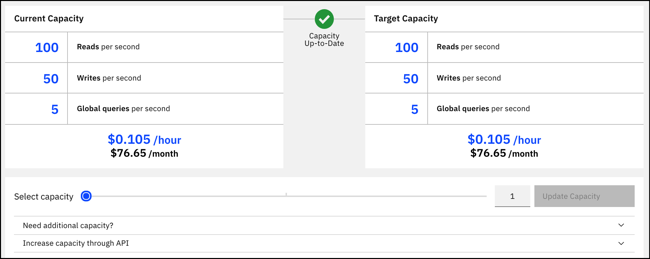 Current Capacity
100 Reads per second
50 Writes per second
5 Global queries per second
$0.105 /hour
$76.65 /month
Capacity
Up-to-Date
Target Capacity
100 Reads per second
50 Writes per second
5 Global queries per second
$0.105 /hour
$76.65 /month
Select capacity 1 Update Capacity
Need additional capacity?
Increase capacity through API